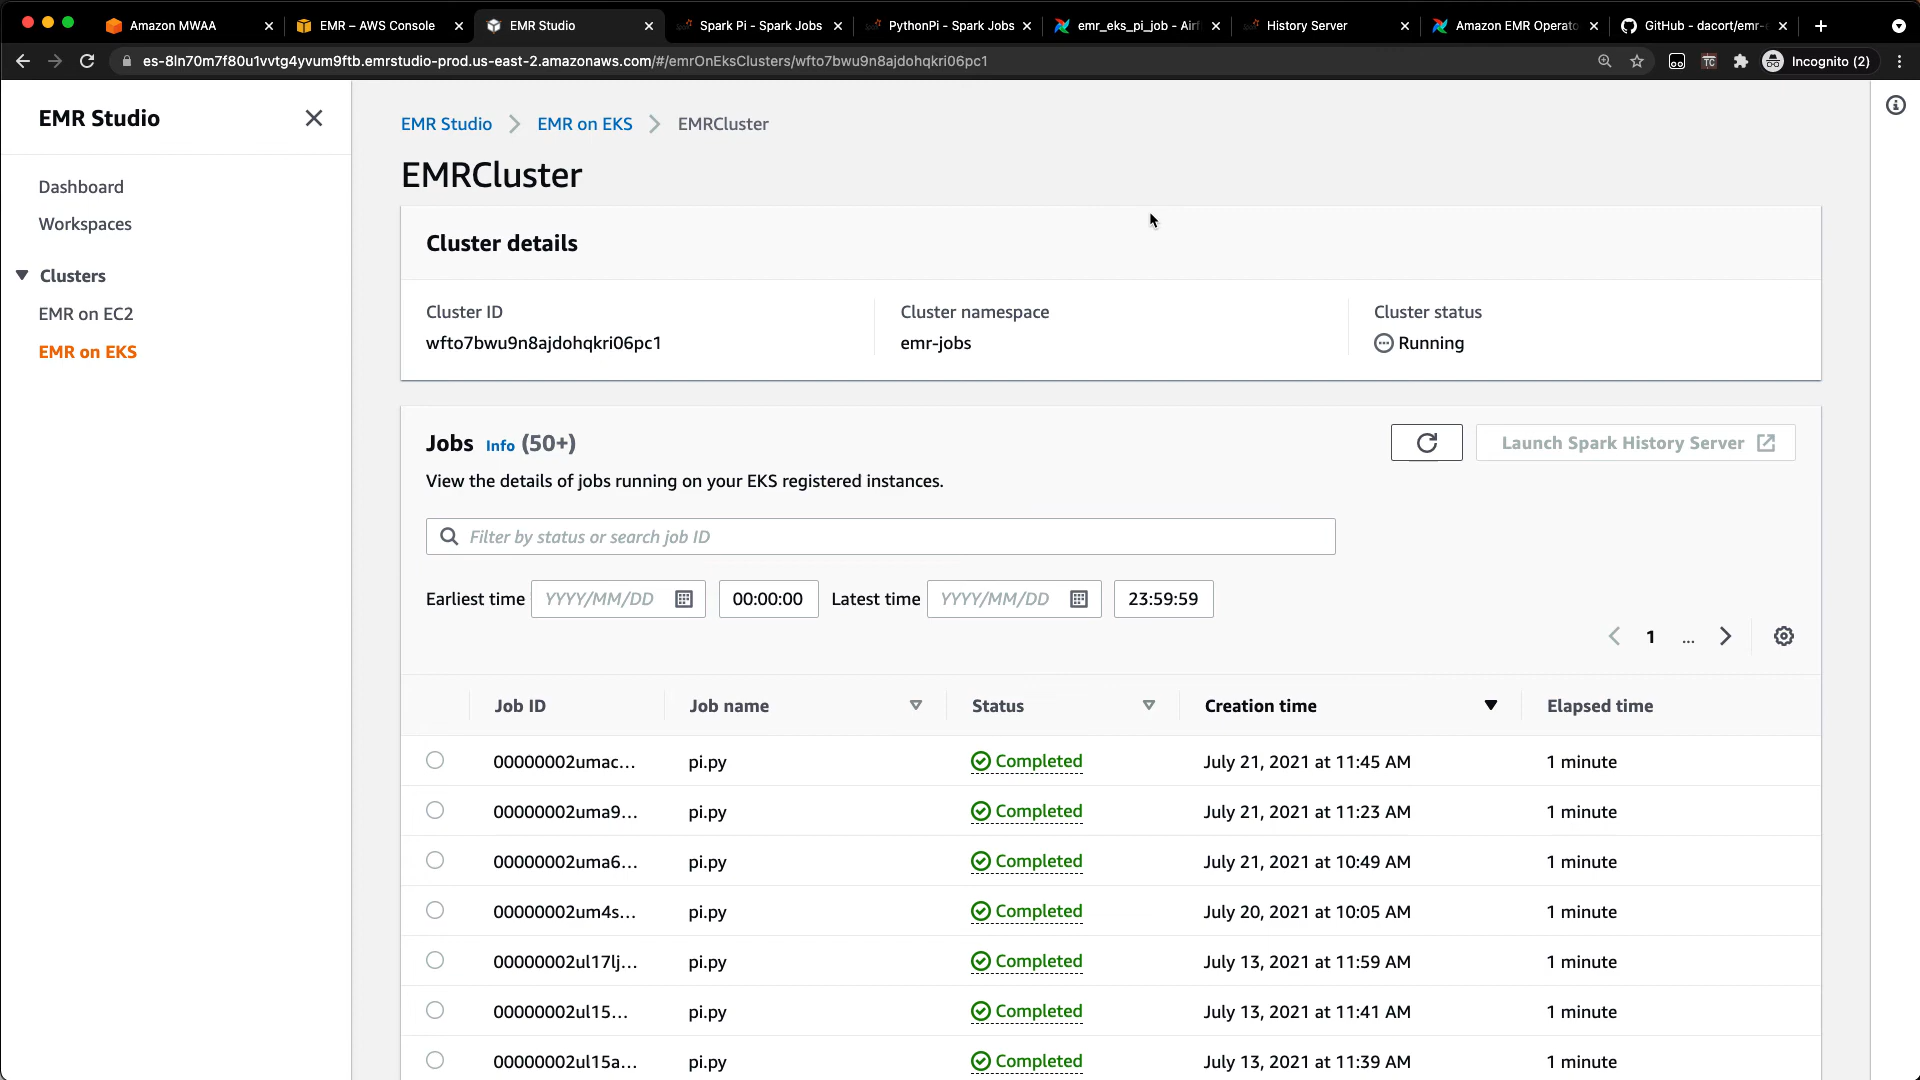 Amazon MWAA
EMR – AWS Console
EMR Studio
Spark Pi - Spark Jobs
PythonPi - Spark Jobs
emr_eks_pi_job - Airf
History Server
Amazon EMR Operato
GitHub - dacort/emr-e
es-8ln70m7f80u1vvtg4yvum9ftb.emrstudio-prod.us-east-2.amazonaws.com/#/emrOnEksClusters/wfto7bwu9n8ajdohqkri06pc1
TC
Incognito (2)
EMR Studio
Dashboard
Workspaces
Clusters
EMR on EC2
EMR on EKS
EMR Studio
EMR on EKS
EMRCluster
EMRCluster
Cluster details
Cluster ID
wfto7bwu9n8ajdohqkri06pc1
Cluster namespace
emr-jobs
Cluster status
Running
Jobs Info (50+)
Launch Spark History Server
View the details of jobs running on your EKS registered instances.
Filter by status or search job ID
Earliest time YYYY/MM/DD 00:00:00 Latest time YYYY/MM/DD 23:59:59
1 ...
Job ID Job name Status Creation time Elapsed time
00000002umac... pi.py Completed July 21, 2021 at 11:45 AM 1 minute
00000002uma9... pi.py Completed July 21, 2021 at 11:23 AM 1 minute
00000002uma6... pi.py Completed July 21, 2021 at 10:49 AM 1 minute
00000002um4s... pi.py Completed July 20, 2021 at 10:05 AM 1 minute
00000002ul17lj... pi.py Completed July 13, 2021 at 11:59 AM 1 minute
00000002ul15... pi.py Completed July 13, 2021 at 11:41 AM 1 minute
00000002ul15a... pi.py Completed July 13, 2021 at 11:39 AM 1 minute